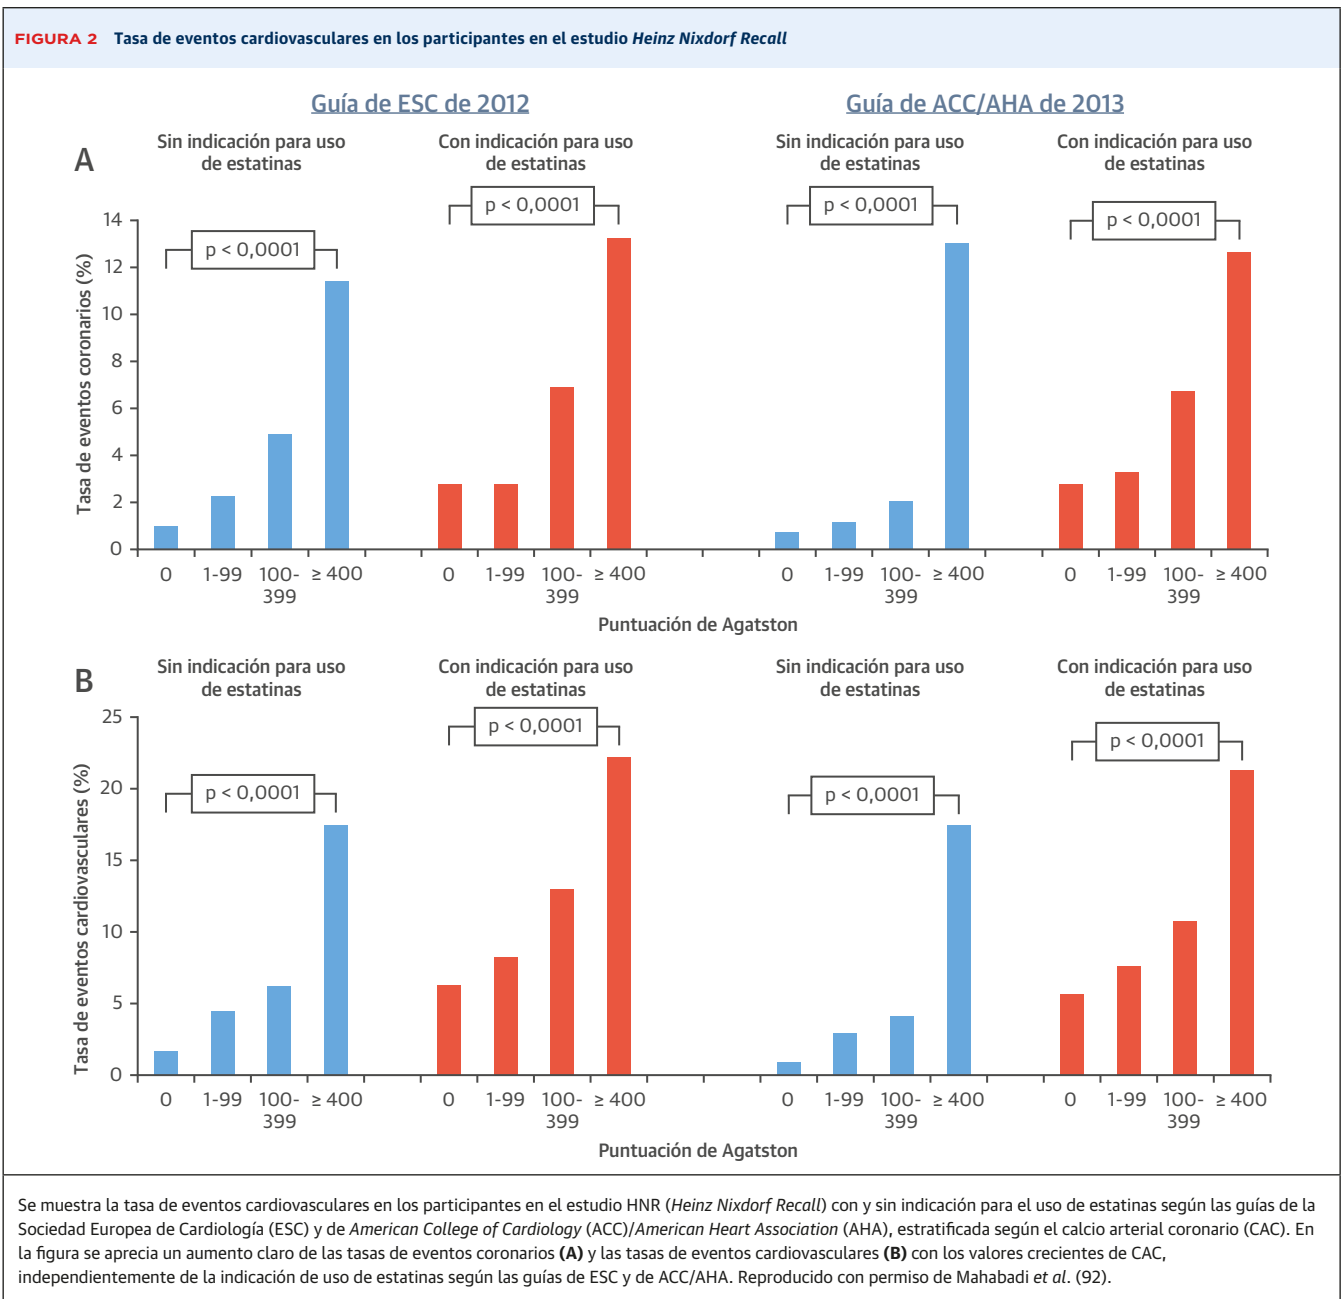 FIGURA 2 Tasa de eventos cardiovasculares en los participantes en el estudio Heinz Nixdorf Recall
Guía de ESC de 2012
Guía de ACC/AHA de 2013
A
Sin indicación para uso
de estatinas
Con indicación para uso
de estatinas
Sin indicación para uso
de estatinas
Con indicación para uso
de estatinas
p < 0,0001
p < 0,0001
p < 0,0001
p < 0,0001
Tasa de eventos coronarios (%)
14
12
10
8
6
4
2
0
0 1-99 100-399 ≥ 400
0 1-99 100-399 ≥ 400
0 1-99 100-399 ≥ 400
0 1-99 100-399 ≥ 400
Puntuación de Agatston
B
Sin indicación para uso
de estatinas
Con indicación para uso
de estatinas
Sin indicación para uso
de estatinas
Con indicación para uso
de estatinas
p < 0,0001
p < 0,0001
p < 0,0001
p < 0,0001
Tasa de eventos cardiovasculares (%)
25
20
15
10
5
0
0 1-99 100-399 ≥ 400
0 1-99 100-399 ≥ 400
0 1-99 100-399 ≥ 400
0 1-99 100-399 ≥ 400
Puntuación de Agatston
Se muestra la tasa de eventos cardiovasculares en los participantes en el estudio HNR (Heinz Nixdorf Recall) con y sin indicación para el uso de estatinas según las guías de la
Sociedad Europea de Cardiología (ESC) y de American College of Cardiology (ACC)/American Heart Association (AHA), estratificada según el calcio arterial coronario (CAC). En
la figura se aprecia un aumento claro de las tasas de eventos coronarios (A) y las tasas de eventos cardiovasculares (B) con los valores crecientes de CAC,
independientemente de la indicación de uso de estatinas según las guías de ESC y de ACC/AHA. Reproducido con permiso de Mahabadi et al. (92).